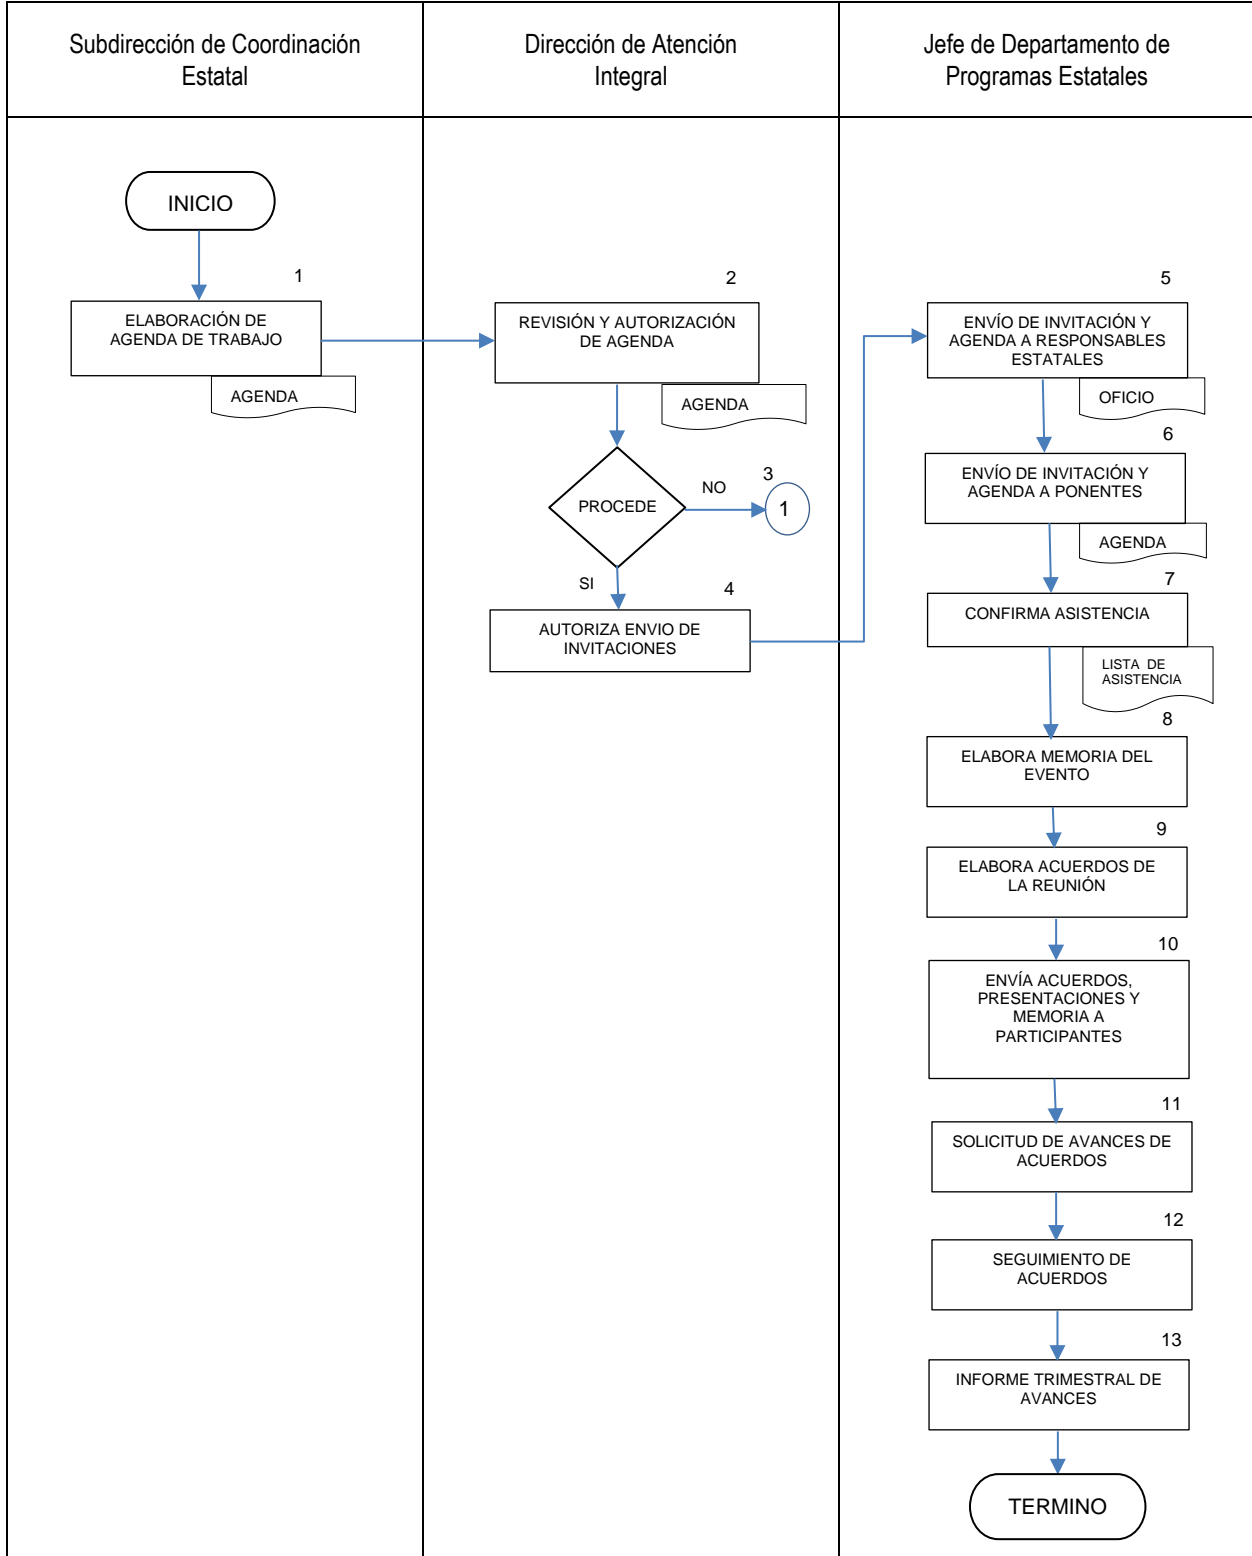 Subdirección de Coordinación
Estatal
Dirección de Atención
Integral
Jefe de Departamento de
Programas Estatales
INICIO
1
ELABORACIÓN DE
AGENDA DE TRABAJO
AGENDA
2
REVISIÓN Y AUTORIZACIÓN
DE AGENDA
AGENDA
PROCEDE
NO
3
1
SI
4
AUTORIZA ENVIO DE
INVITACIONES
5
ENVÍO DE INVITACIÓN Y
AGENDA A RESPONSABLES
ESTATALES
OFICIO
6
ENVÍO DE INVITACIÓN Y
AGENDA A PONENTES
AGENDA
7
CONFIRMA ASISTENCIA
LISTA DE
ASISTENCIA
8
ELABORA MEMORIA DEL
EVENTO
9
ELABORA ACUERDOS DE
LA REUNIÓN
10
ENVÍA ACUERDOS,
PRESENTACIONES Y
MEMORIA A
PARTICIPANTES
11
SOLICITUD DE AVANCES DE
ACUERDOS
12
SEGUIMIENTO DE
ACUERDOS
13
INFORME TRIMESTRAL DE
AVANCES
TERMINO